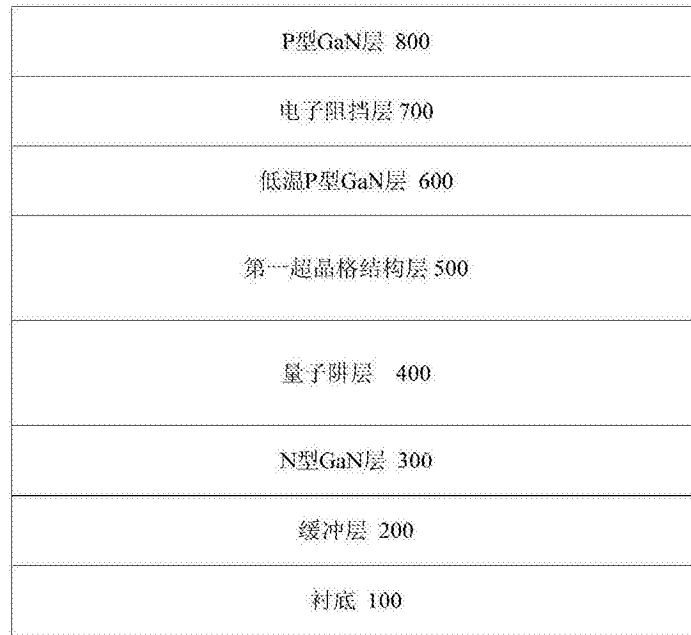 P型GaN层 800
电子阻挡层 700
低温P型GaN层 600
第一超晶格结构层 500
量子阱层 400
N型GaN层 300
缓冲层 200
衬底 100